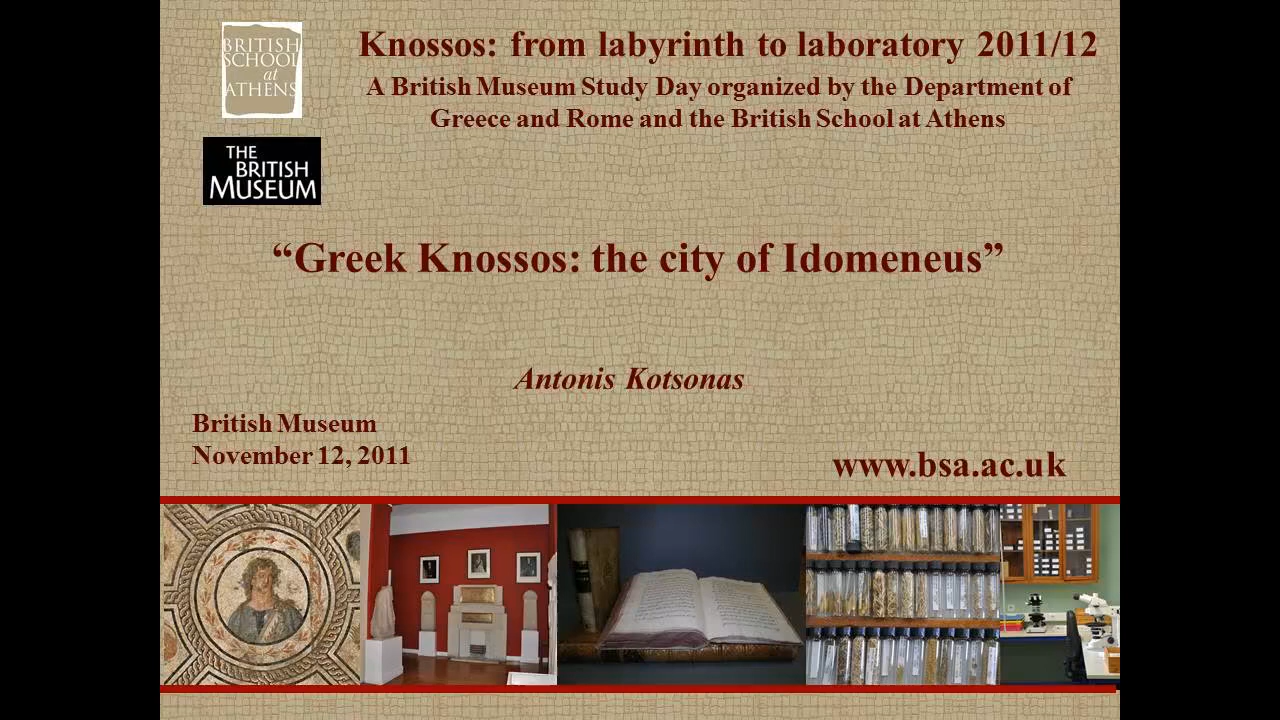 BRITISH
SCHOOL
at
ATHENS
Knossos: from labyrinth to laboratory 2011/12
A British Museum Study Day organized by the Department of
Greece and Rome and the British School at Athens
THE
BRITISH
MUSEUM
“Greek Knossos: the city of Idomeneus”
Antonis Kotsonas
British Museum
November 12, 2011
www.bsa.ac.uk